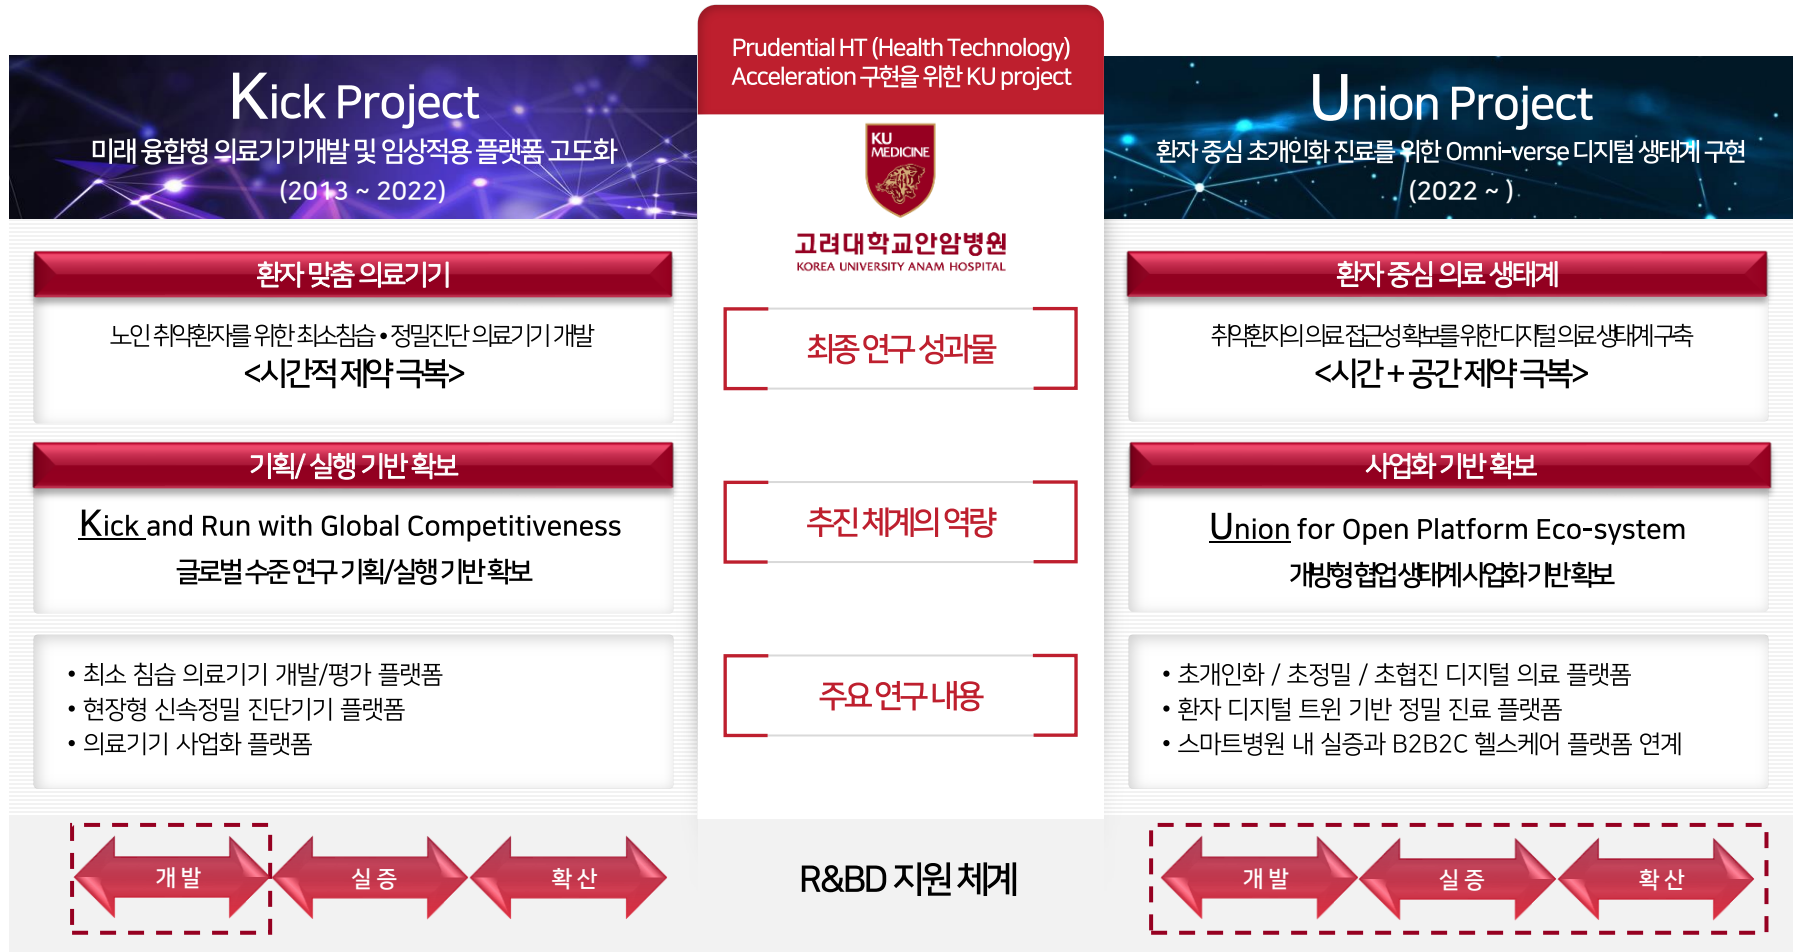 Prudential HT (Health Technology)
Acceleration 구현을 위한 KU project
Kick Project
미래 융합형 의료기기개발 및 임상적용 플랫폼 고도화
(2013 ~ 2022)
KU
MEDICINE
고려대학교안암병원
KOREA UNIVERSITY ANAM HOSPITAL
Union Project
환자 중심 초개인화 진료를 위한 Omni-verse 디지털 생태계 구현
(2022 ~ )
환자 맞춤 의료기기
노인 취약환자를 위한 최소침습 • 정밀진단 의료기기 개발
<시간적 제약 극복>
최종 연구 성과물
환자 중심 의료 생태계
취약환자의 의료 접근성 확보를 위한 디지털 의료 생태계 구축
<시간 + 공간 제약 극복>
기획/ 실행 기반 확보
Kick and Run with Global Competitiveness
글로벌 수준 연구 기획/실행 기반 확보
추진 체계의 역량
사업화 기반 확보
Union for Open Platform Eco-system
개방형 협업 생태계 사업화 기반 확보
• 최소 침습 의료기기 개발/평가 플랫폼
• 현장형 신속정밀 진단기기 플랫폼
• 의료기기 사업화 플랫폼
주요 연구 내용
• 초개인화 / 초정밀 / 초협진 디지털 의료 플랫폼
• 환자 디지털 트윈 기반 정밀 진료 플랫폼
• 스마트병원 내 실증과 B2B2C 헬스케어 플랫폼 연계
개발 실증 확산
R&BD 지원 체계
개발 실증 확산